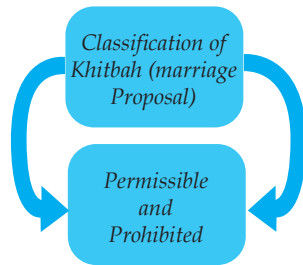 Classification of
Khitbah (marriage
Proposal)
Permissible
and
Prohibited